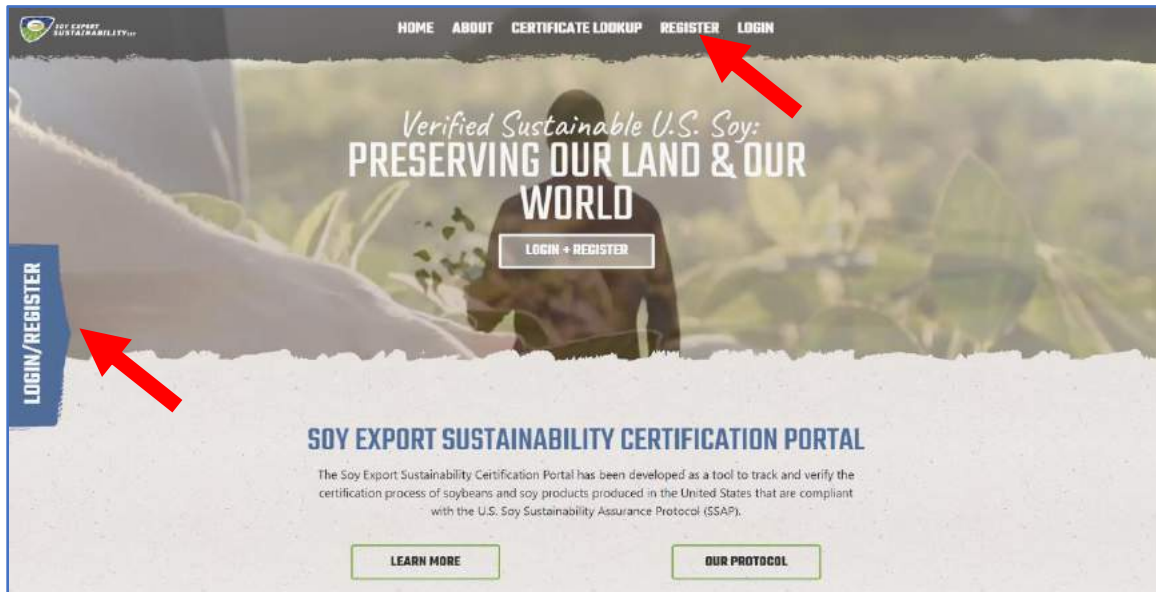 SOY EXPORT
SUSTAINABILITY LLC
HOME ABOUT CERTIFICATE LOOKUP REGISTER LOGIN
Verified Sustainable U.S. Soy:
PRESERVING OUR LAND & OUR
WORLD
LOGIN + REGISTER
LOGIN/REGISTER
SOY EXPORT SUSTAINABILITY CERTIFICATION PORTAL
The Soy Export Sustainability Certification Portal has been developed as a tool to track and verify the
certification process of soybeans and soy products produced in the United States that are compliant
with the U.S. Soy Sustainability Assurance Protocol (SSAP).
LEARN MORE OUR PROTOCOL